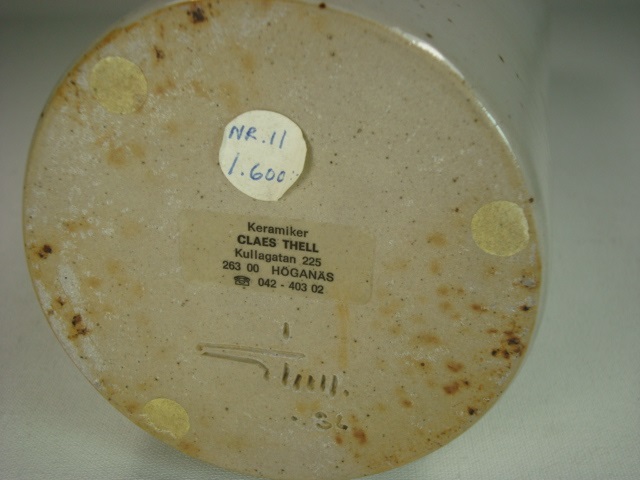 NR. 11
1.600:
Keramiker
CLAES THELL
Kullagatan 225
263 00 HÖGANÄS
☎ 042 - 403 02
Thell.